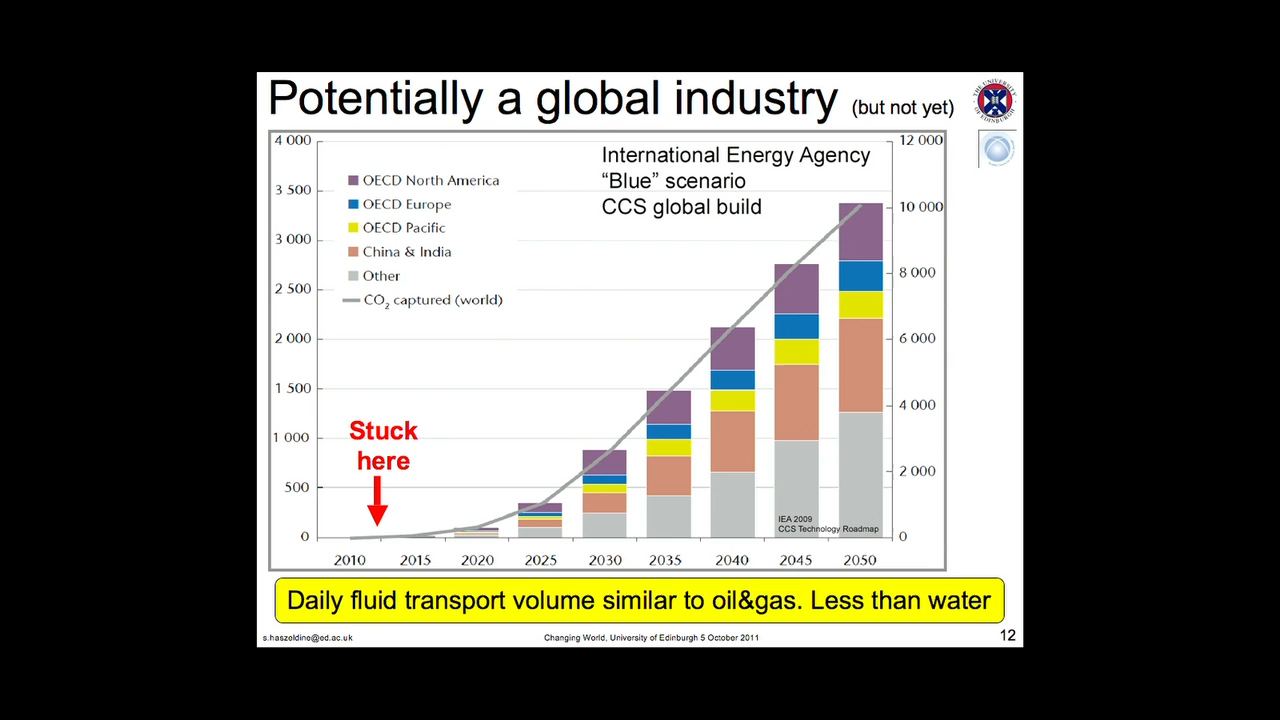 Potentially a global industry (but not yet)
THE UNIVERSITY OF EDINBURGH
International Energy Agency
“Blue” scenario
CCS global build
OECD North America
OECD Europe
OECD Pacific
China & India
Other
CO2 captured (world)
4 000
3 500
3 000
2 500
2 000
1 500
1 000
500
0
12 000
10 000
8 000
6 000
4 000
2 000
0
Stuck
here
IEA 2009
CCS Technology Roadmap
2010 2015 2020 2025 2030 2035 2040 2045 2050
Daily fluid transport volume similar to oil&gas. Less than water
s.haszeldine@ed.ac.uk
Changing World, University of Edinburgh 5 October 2011
12